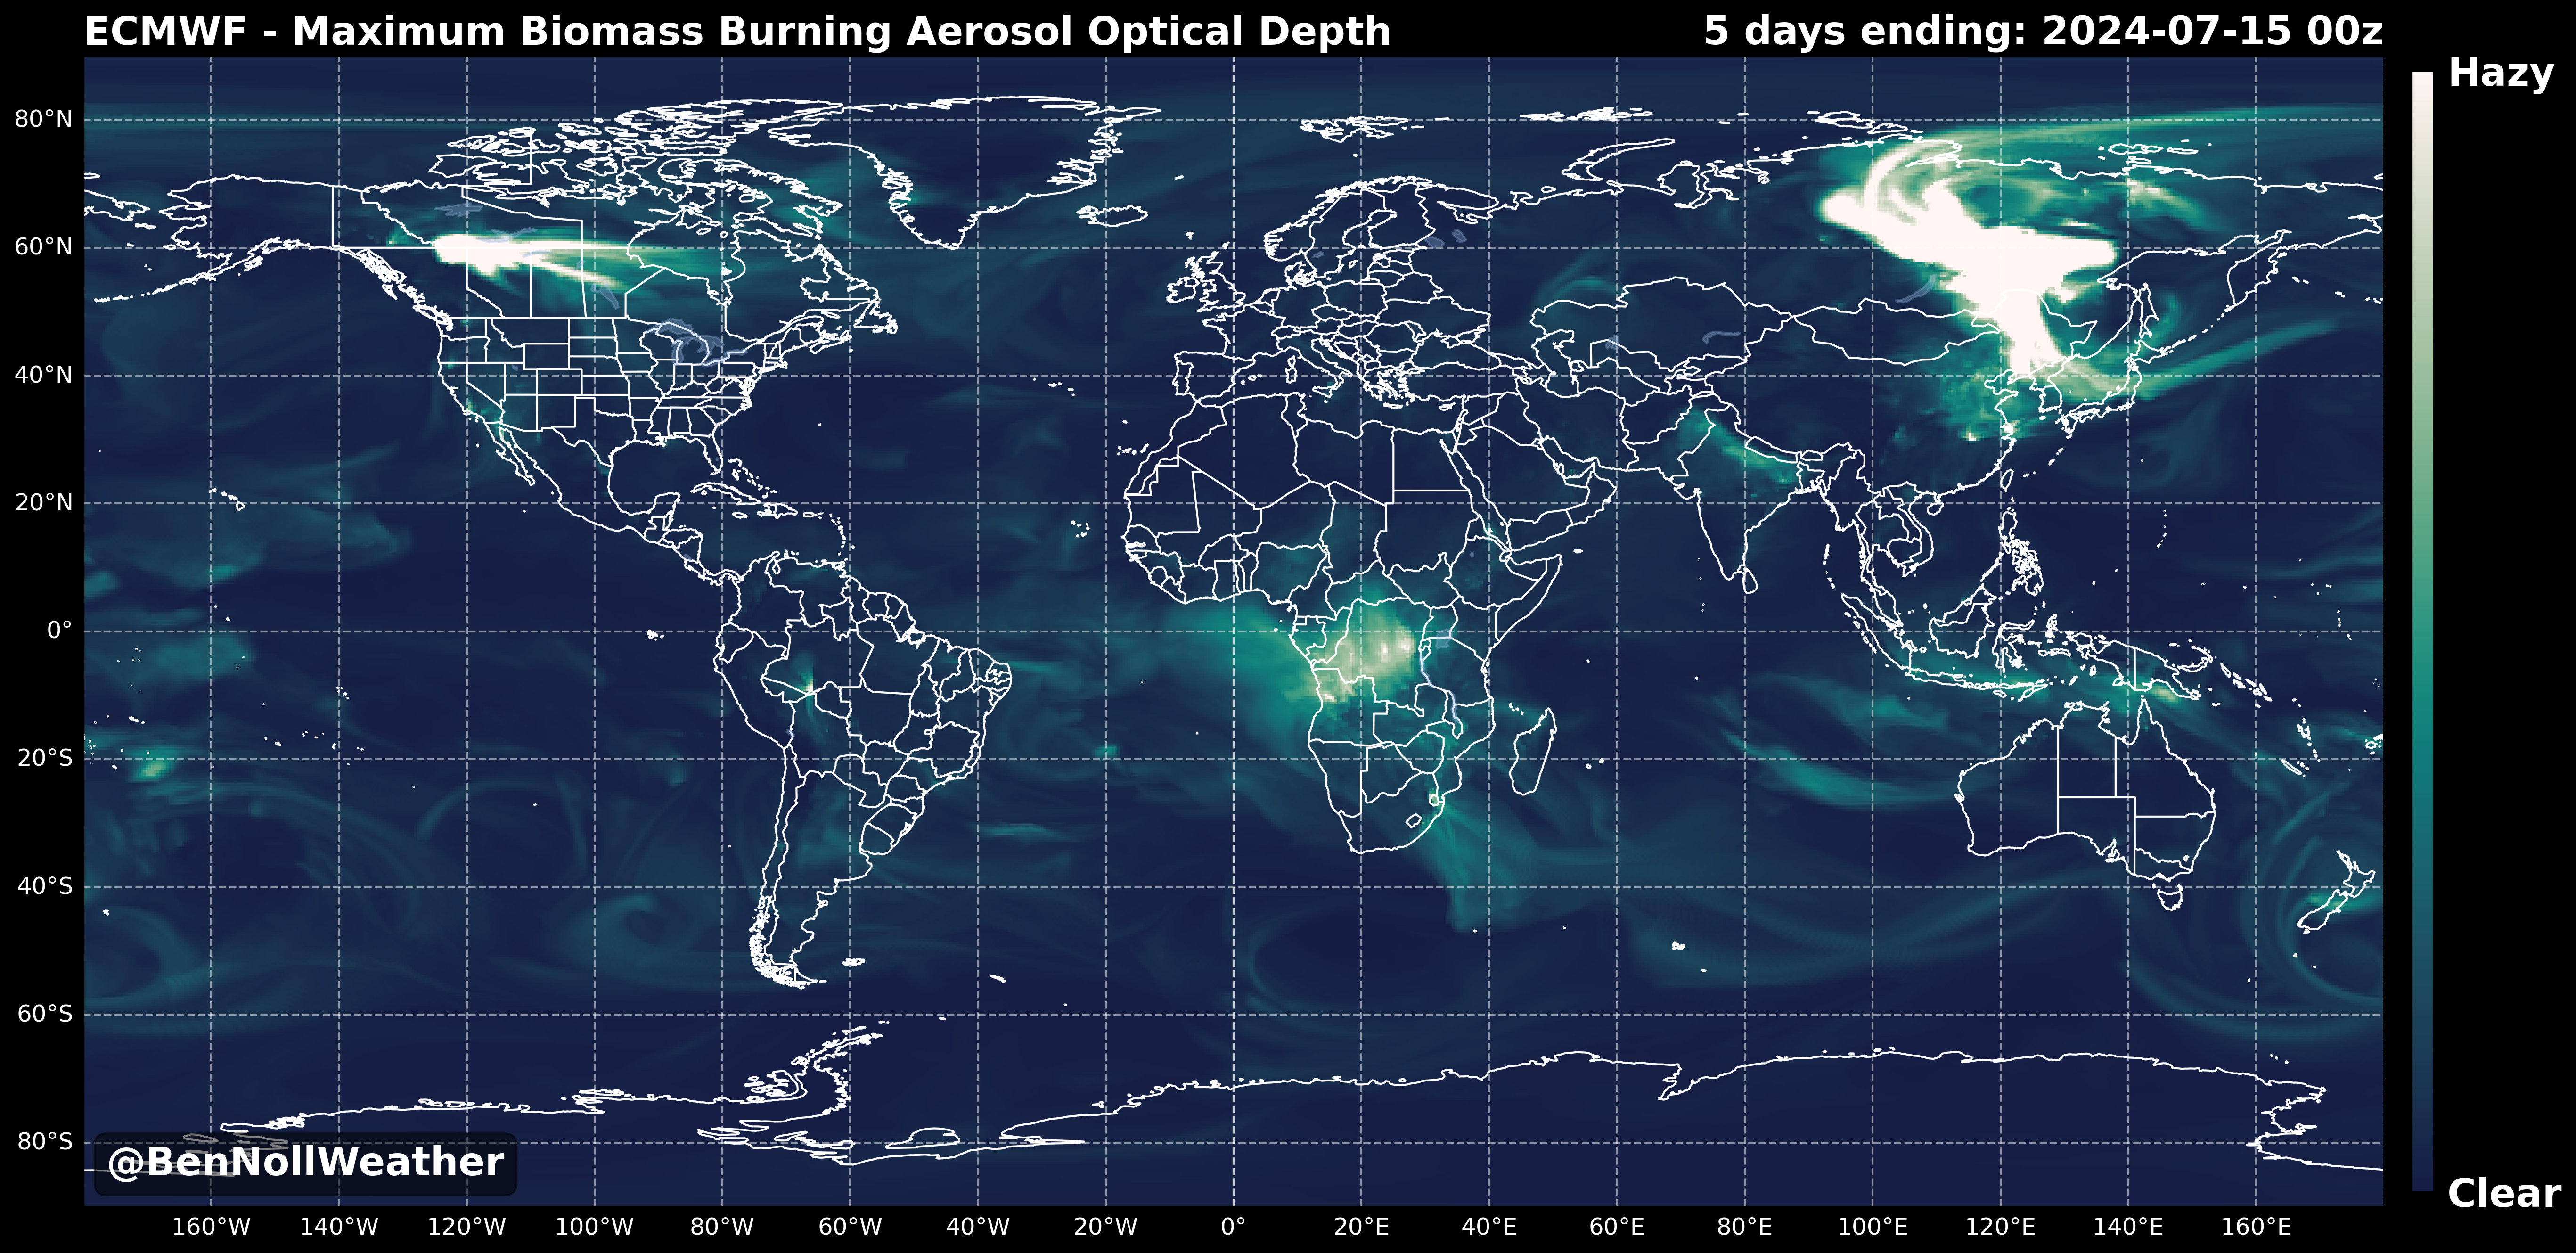 ECMWF - Maximum Biomass Burning Aerosol Optical Depth
5 days ending: 2024-07-15 00z
Hazy
80°N
60°N
40°N
20°N
0°
20°S
40°S
60°S
80°S
@BenNollWeather
Clear
160°W 140°W 120°W 100°W 80°W 60°W 40°W 20°W 0° 20°E 40°E 60°E 80°E 100°E 120°E 140°E 160°E